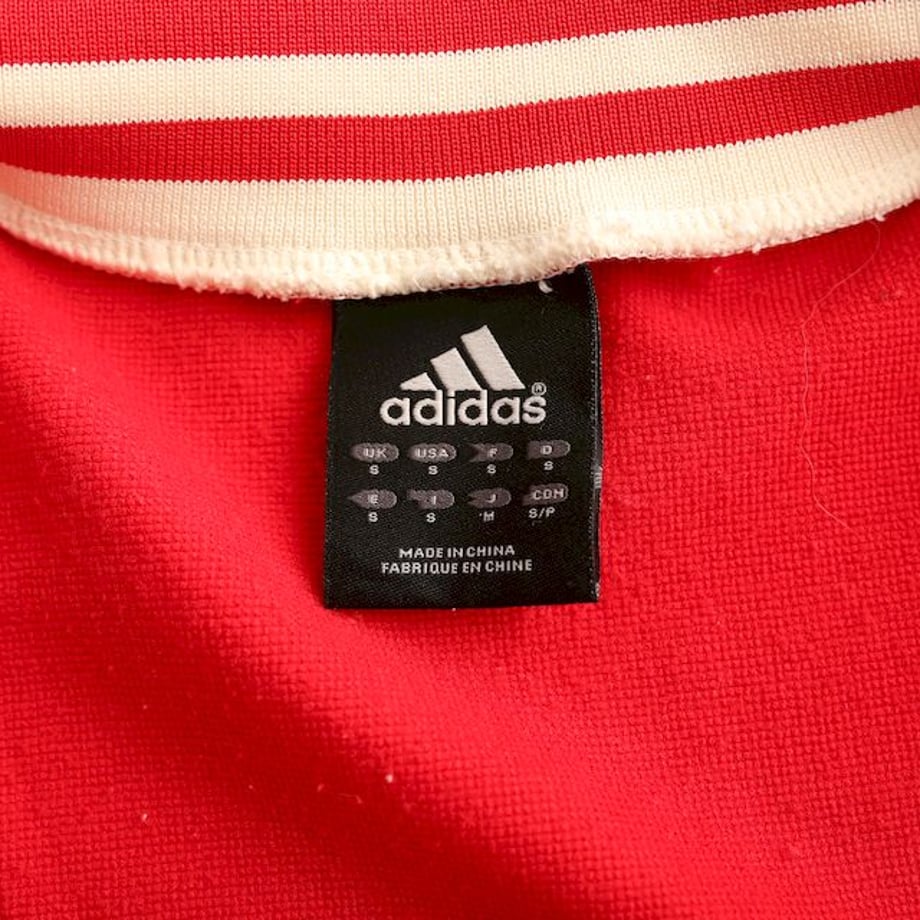 adidas®
UK USA F D
S S S S
E I J CDN
S S M S/P
MADE IN CHINA
FABRIQUE EN CHINE